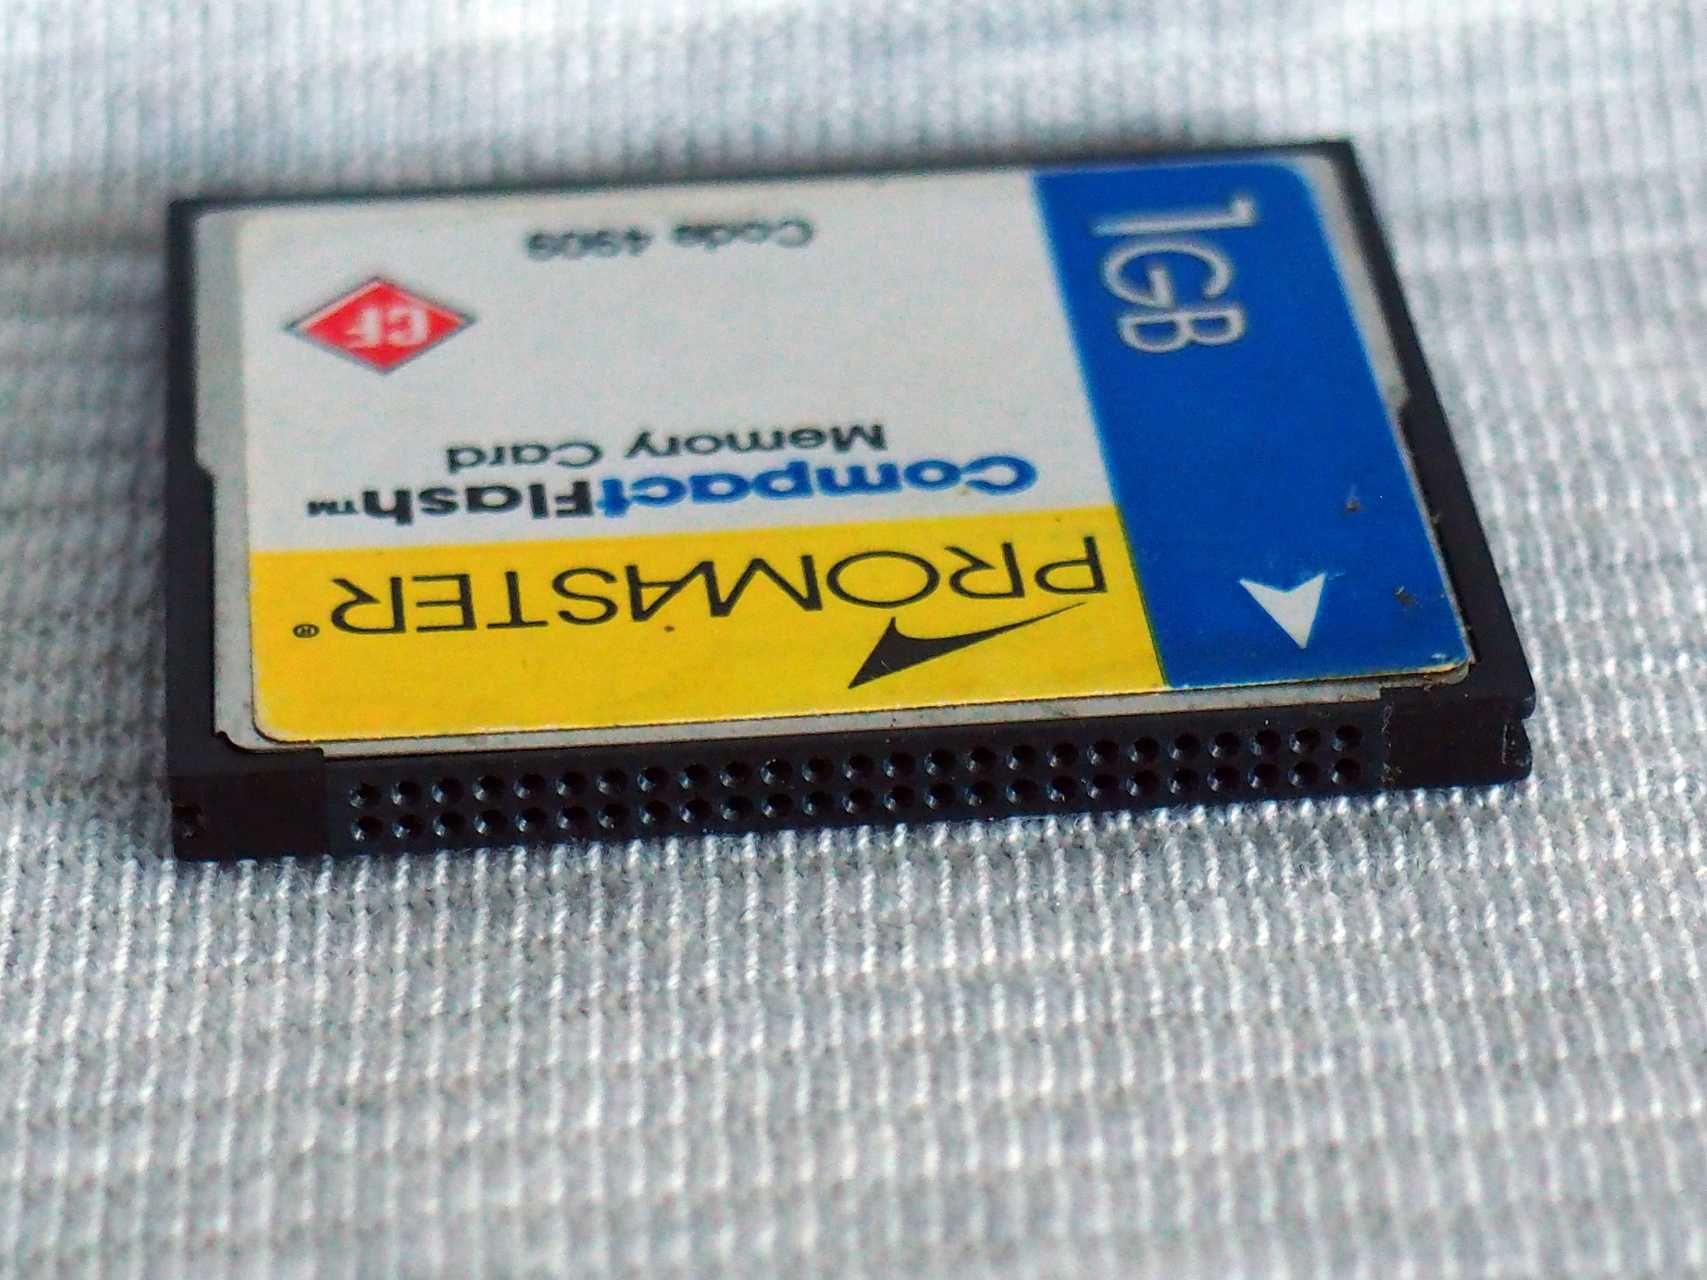 PROMASTER®
CompactFlash™
Memory Card
CF
Code 4909
1GB